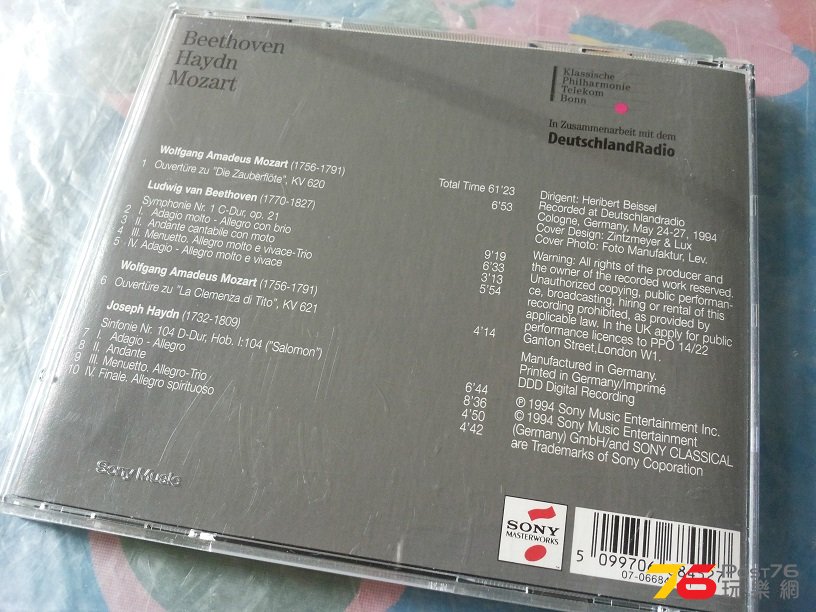 Beethoven
Haydn
Mozart
Klassische
Philharmonie
Telekom
Bonn
In Zusammenarbeit mit dem
DeutschlandRadio
Total Time 61'23
Wolfgang Amadeus Mozart (1756-1791)
1 Ouvertüre zu "Die Zauberflöte", KV 620 6'53
Ludwig van Beethoven (1770-1827)
Symphonie Nr. 1 C-Dur, op. 21
2 I. Adagio molto - Allegro con brio 9'19
3 II. Andante cantabile con moto 6'33
4 III. Menuetto. Allegro molto e vivace-Trio 3'13
5 IV. Adagio - Allegro molto e vivace 5'54
Wolfgang Amadeus Mozart (1756-1791)
6 Ouvertüre zu "La Clemenza di Tito", KV 621 4'14
Joseph Haydn (1732-1809)
Sinfonie Nr. 104 D-Dur, Hob. I:104 ("Salomon")
7 I. Adagio - Allegro 6'44
8 II. Andante 8'36
9 III. Menuetto. Allegro-Trio 4'50
10 IV. Finale. Allegro spirituoso 4'42
Dirigent: Heribert Beissel
Recorded at Deutschlandradio
Cologne, Germany, May 24-27, 1994
Cover Design: Zintzmeyer & Lux
Cover Photo: Foto Manufaktur, Lev.
Warning: All rights of the producer and
the owner of the recorded work reserved.
Unauthorized copying, public performan-
ce, broadcasting, hiring or rental of this
recording prohibited, as provided by
applicable law. In the UK apply for public
performance licences to PPO 14/22
Ganton Street,London W1.
Manufactured in Germany.
Printed in Germany/Imprimé
DDD Digital Recording
℗ 1994 Sony Music Entertainment Inc.
© 1994 Sony Music Entertainment
(Germany) GmbH/and SONY CLASSICAL
are Trademarks of Sony Coporation
Sony Music
SONY
MASTERWORKS
5 099706
07-0668
76 Post76
玩樂網